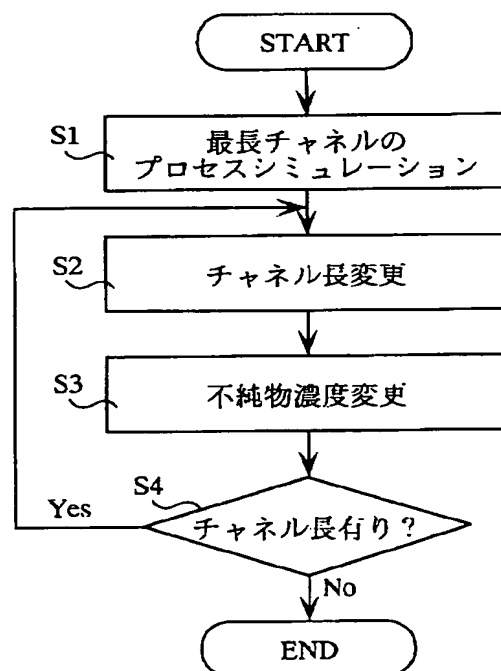 START
S1
最長チャネルの
プロセスシミュレーション
S2
チャネル長変更
S3
不純物濃度変更
S4
チャネル長有り？
Yes
No
END